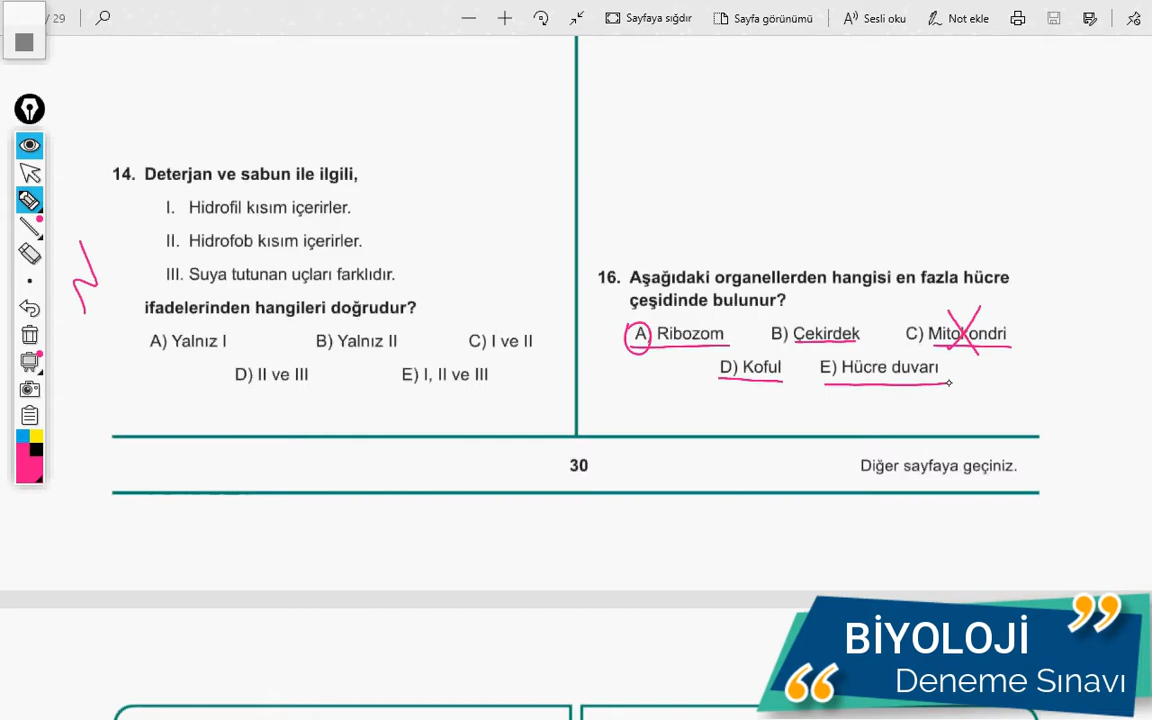 / 29
Sayfaya sığdır
Sayfa görünümü
Sesli oku
Not ekle
14. Deterjan ve sabun ile ilgili,
I. Hidrofil kısım içerirler.
II. Hidrofob kısım içerirler.
III. Suya tutunan uçları farklıdır.
ifadelerinden hangileri doğrudur?
A) Yalnız I B) Yalnız II C) I ve II
D) II ve III E) I, II ve III
16. Aşağıdaki organellerden hangisi en fazla hücre
çeşidinde bulunur?
A Ribozom B) Çekirdek C) Mitokondri
D) Koful E) Hücre duvarı
30
Diğer sayfaya geçiniz.
BİYOLOJİ
Deneme Sınavı